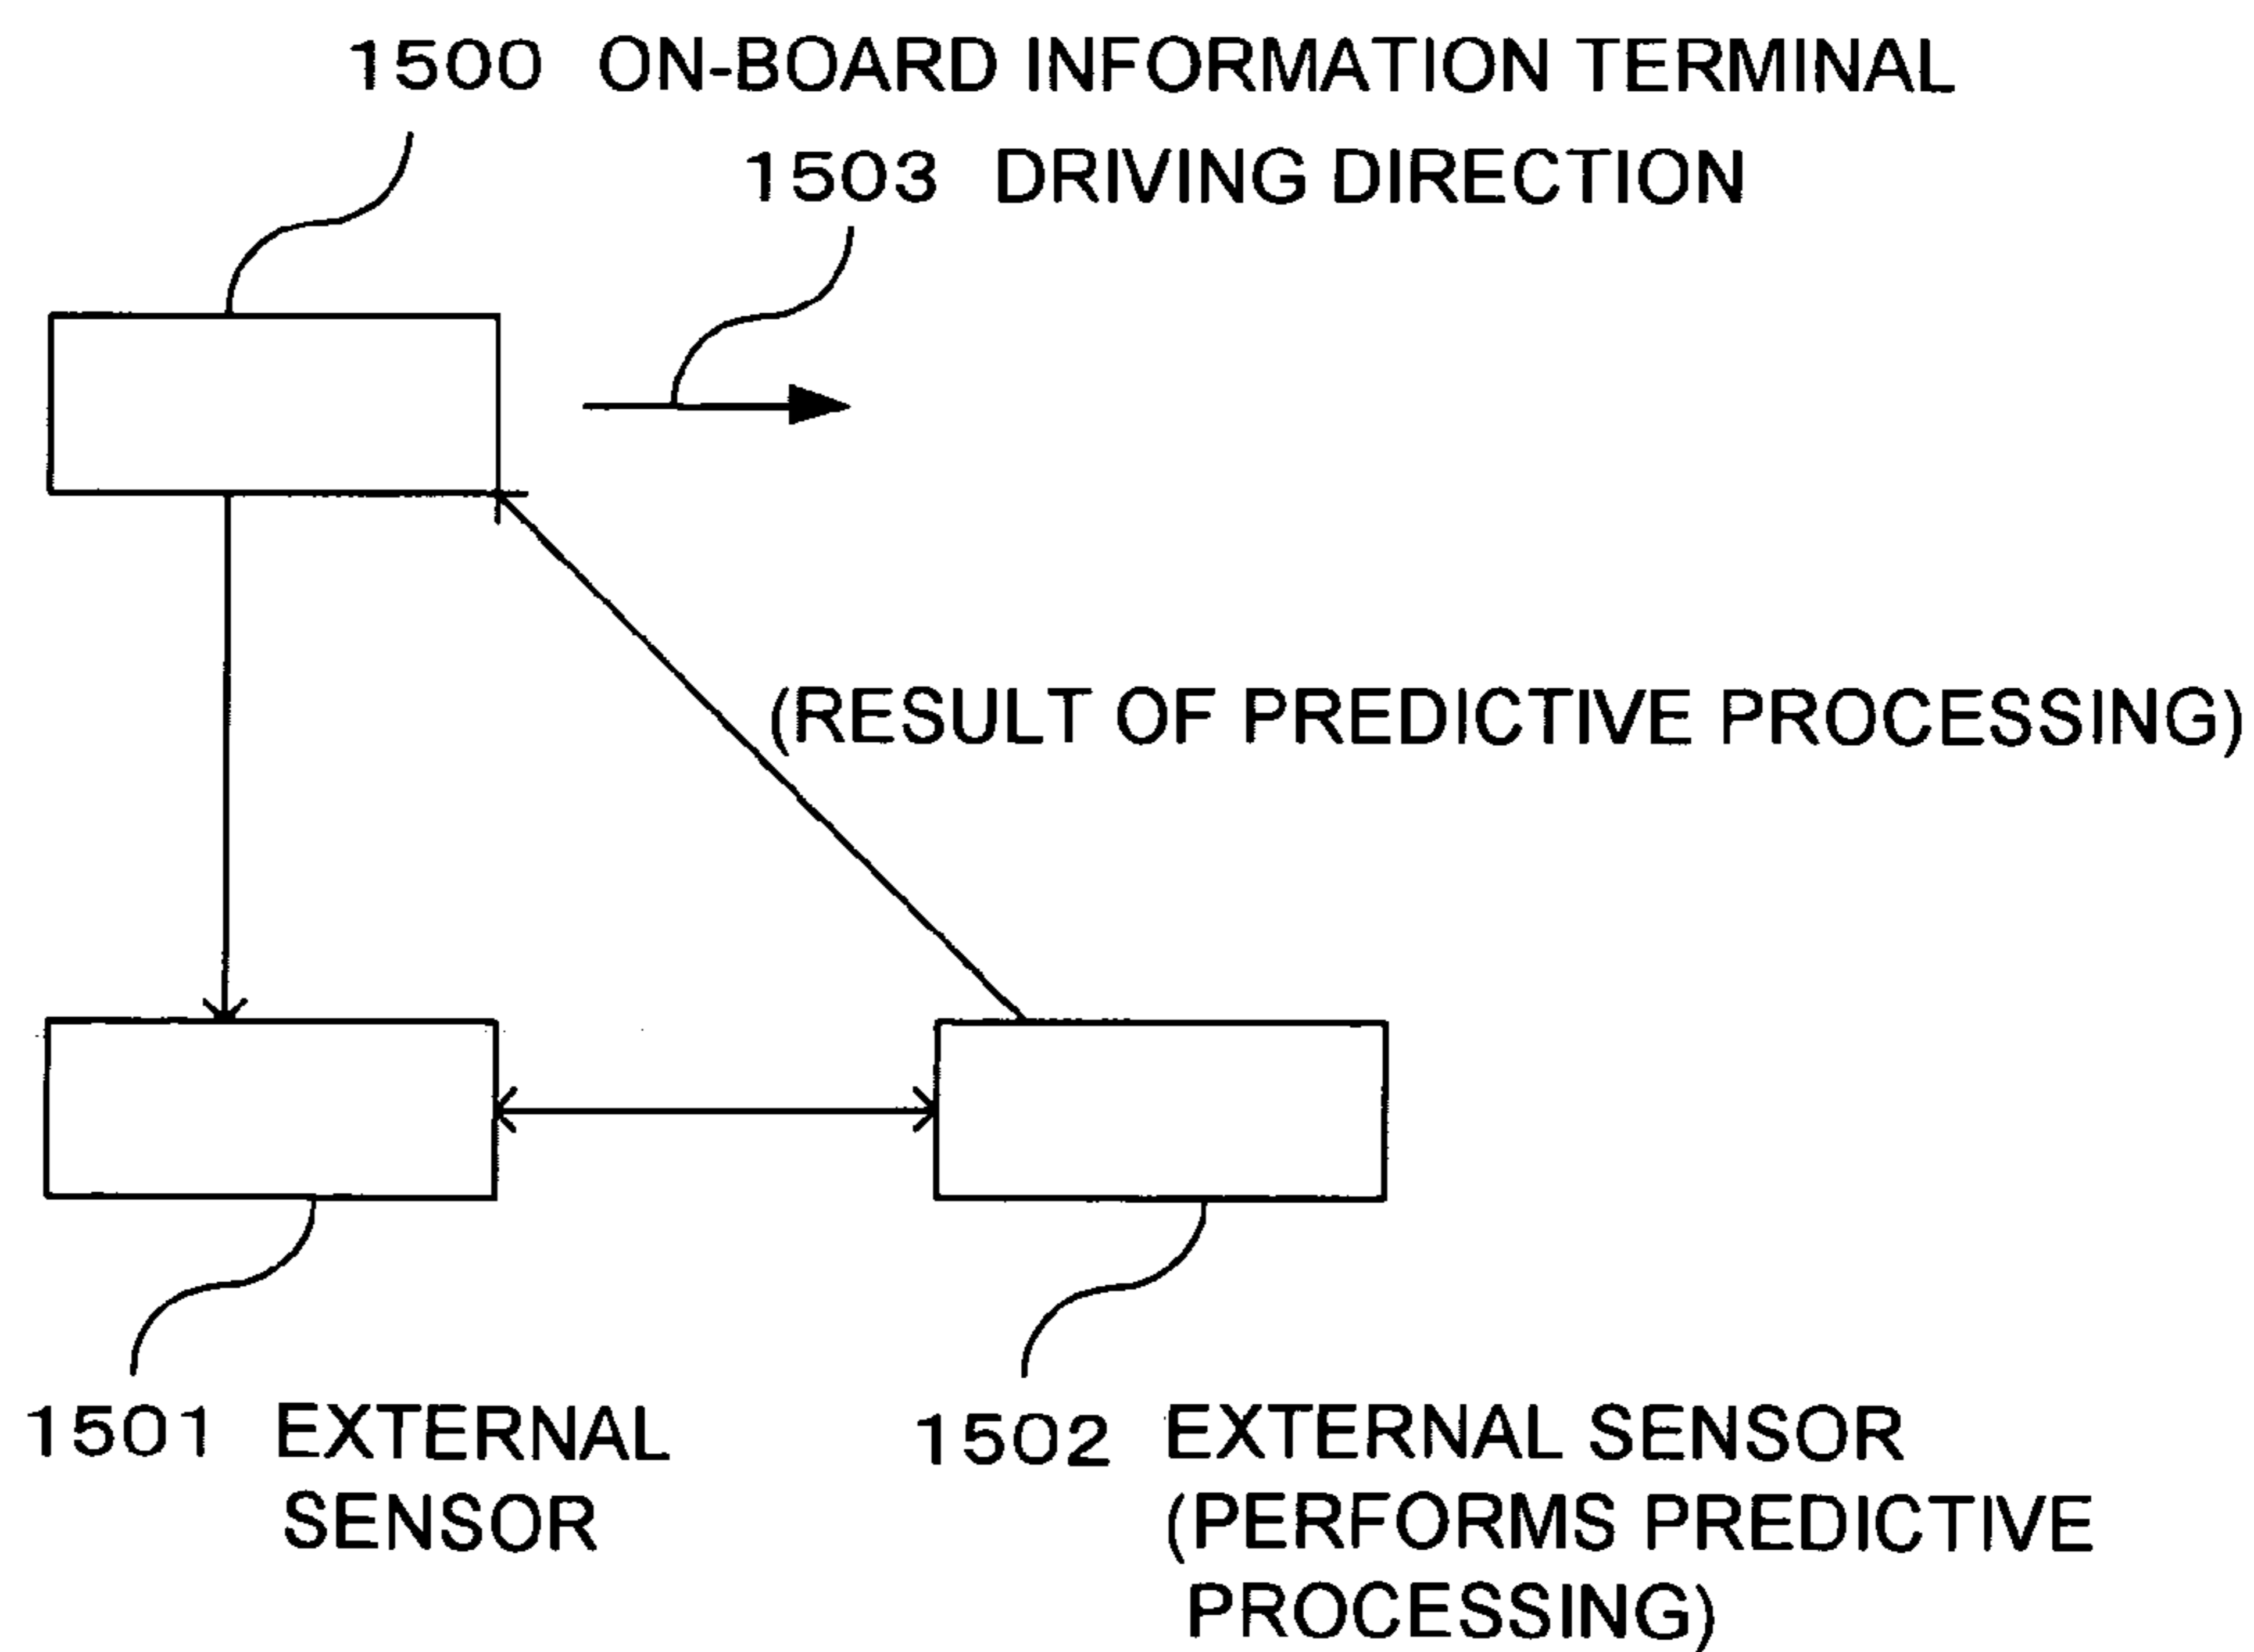 1500 ON-BOARD INFORMATION TERMINAL
1503 DRIVING DIRECTION
(RESULT OF PREDICTIVE PROCESSING)
1501 EXTERNAL
SENSOR
1502 EXTERNAL SENSOR
(PERFORMS PREDICTIVE
PROCESSING)